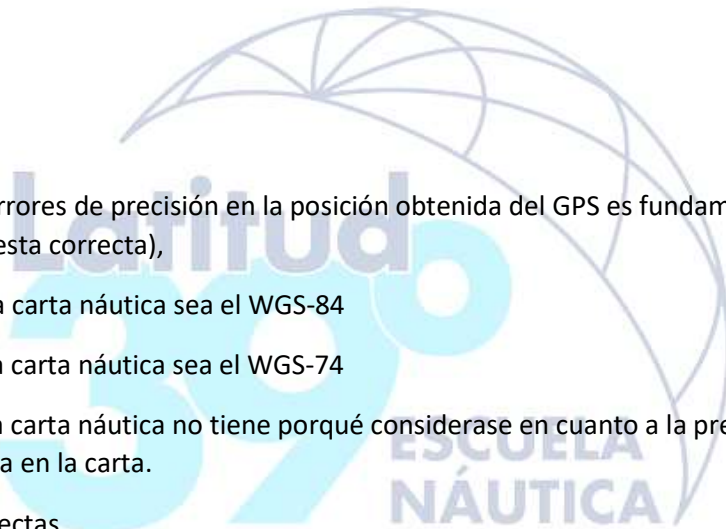 rrores de precisión en la posición obtenida del GPS es fundam
esta correcta),
a carta náutica sea el WGS-84
a carta náutica sea el WGS-74
a carta náutica no tiene porqué considerase en cuanto a la pre
a en la carta.
ectas
Latitud
39º
ESCUELA
NÁUTICA